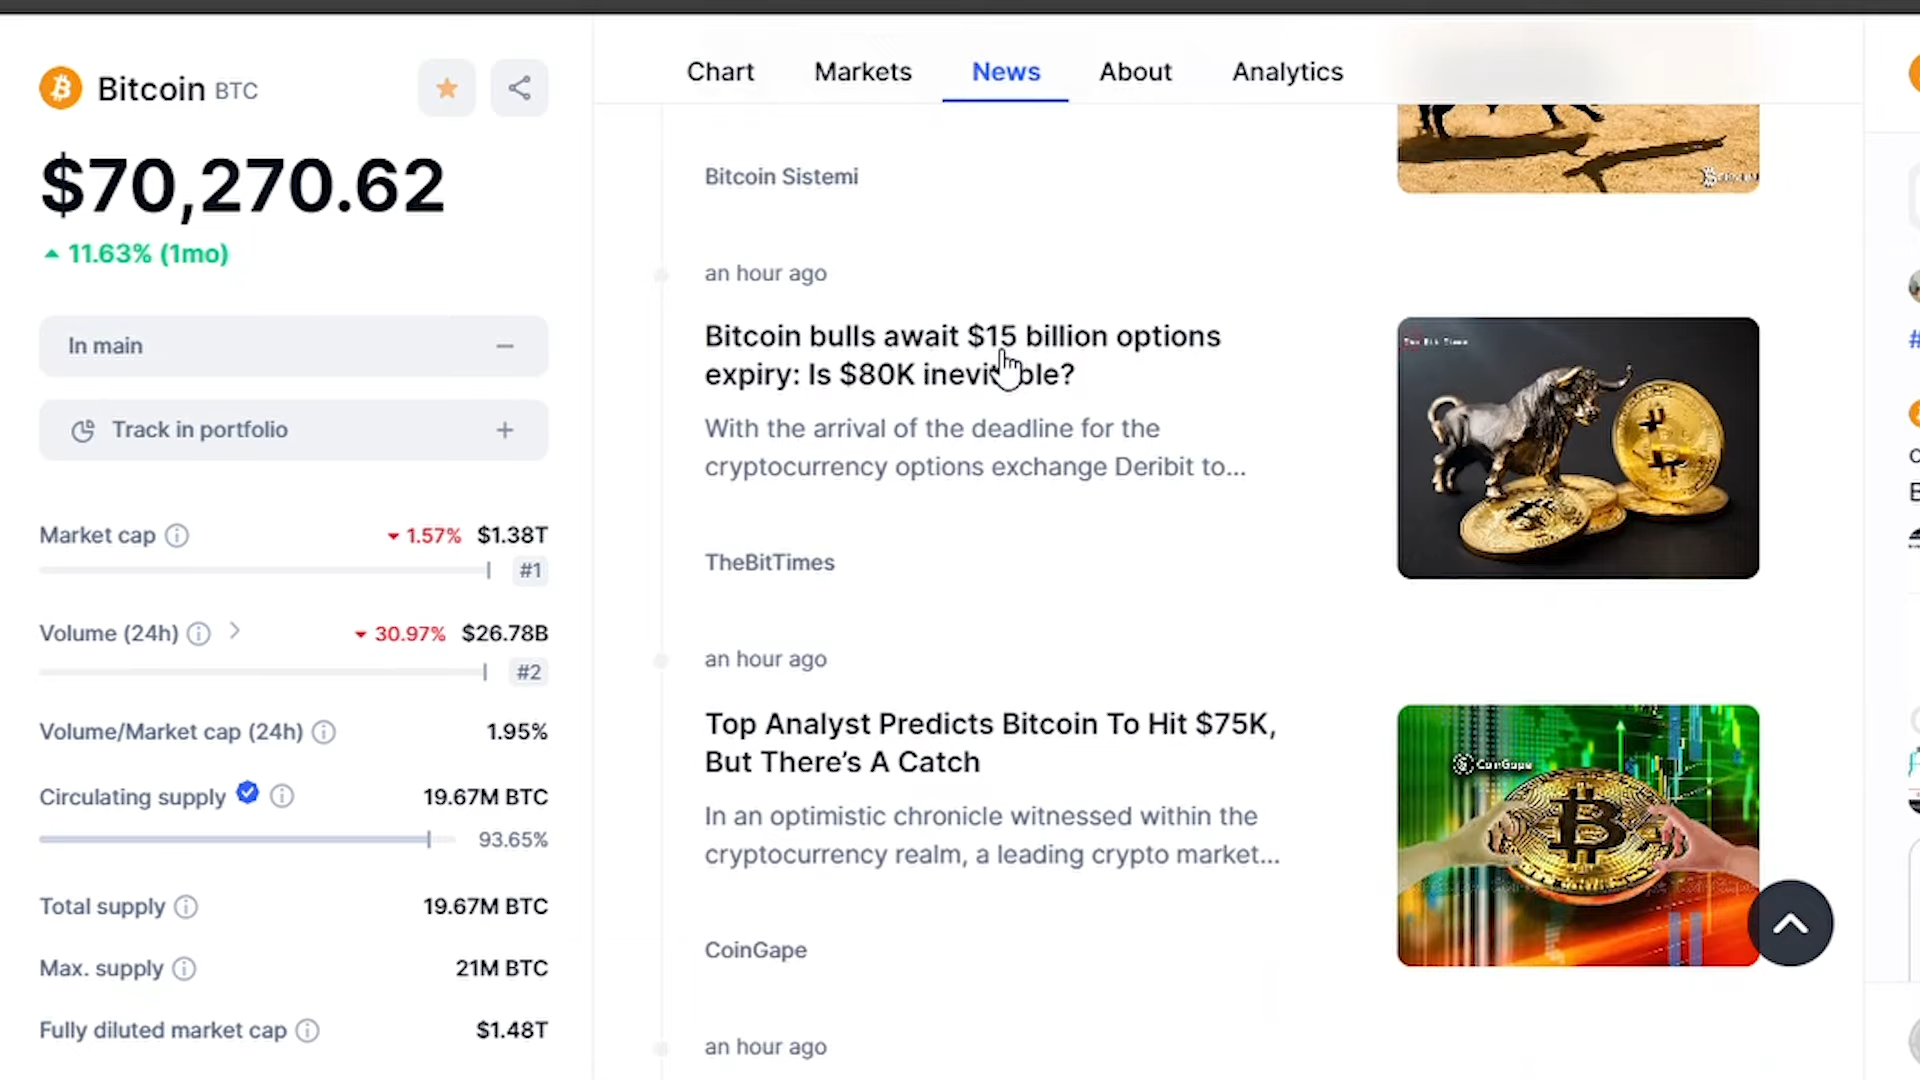 Bitcoin BTC
$70,270.62
11.63% (1mo)
In main
Track in portfolio
Market cap 1.57% $1.38T
#1
Volume (24h) 30.97% $26.78B
#2
Volume/Market cap (24h) 1.95%
Circulating supply 19.67M BTC
93.65%
Total supply 19.67M BTC
Max. supply 21M BTC
Fully diluted market cap $1.48T
Chart Markets News About Analytics
Bitcoin Sistemi
an hour ago
Bitcoin bulls await $15 billion options
expiry: Is $80K
With the arrival of the deadline for the
cryptocurrency options exchange Deribit to...
The Bit Times
TheBitTimes
an hour ago
Top Analyst Predicts Bitcoin To Hit $75K,
But There’s A Catch
In an optimistic chronicle witnessed within the
cryptocurrency realm, a leading crypto market...
CoinGape
CoinGape
an hour ago